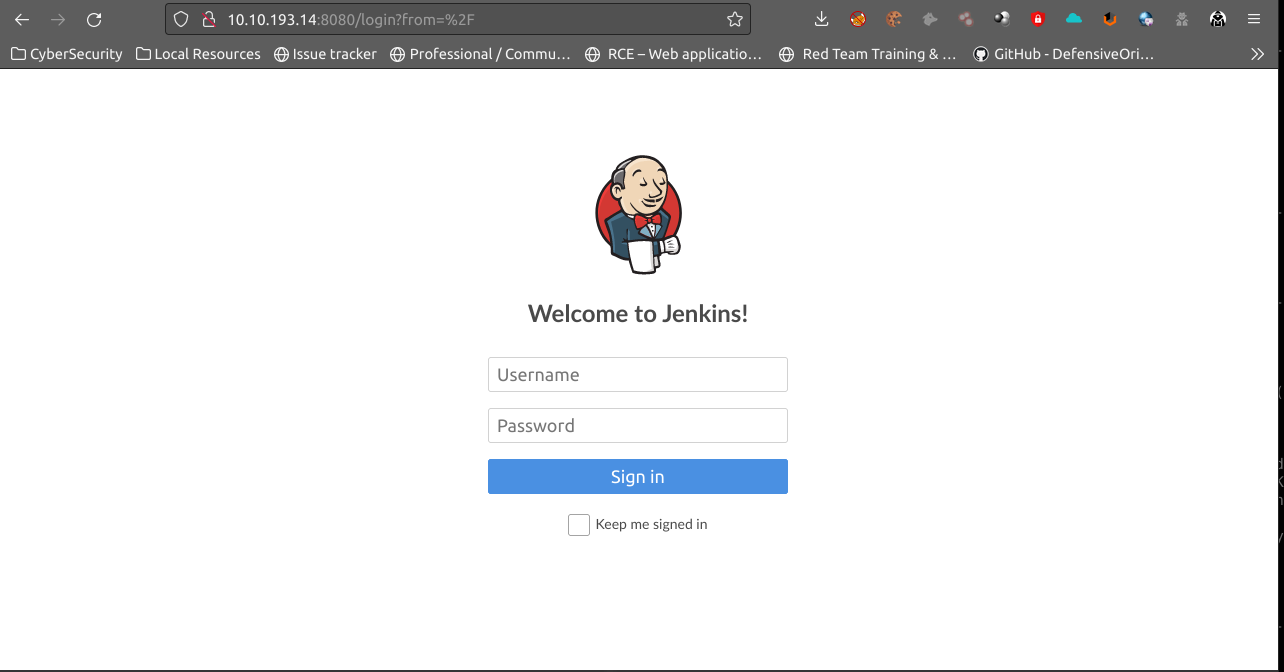 10.10.193.14:8080/login?from=%2F
CyberSecurity Local Resources Issue tracker Professional / Commu… RCE – Web applicatio… Red Team Training & … GitHub - DefensiveOri…
Welcome to Jenkins!
Username
Password
Sign in
Keep me signed in